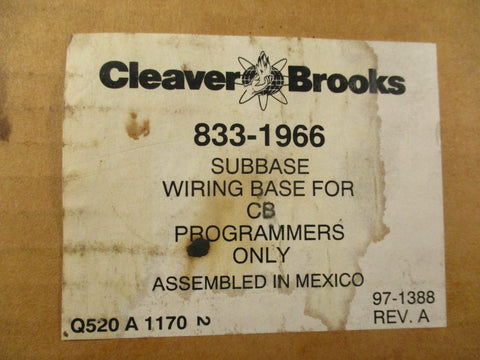 Cleaver Brooks
833-1966
SUBBASE
WIRING BASE FOR
CB
PROGRAMMERS
ONLY
ASSEMBLED IN MEXICO
97-1388
Q520 A 1170 2 REV. A